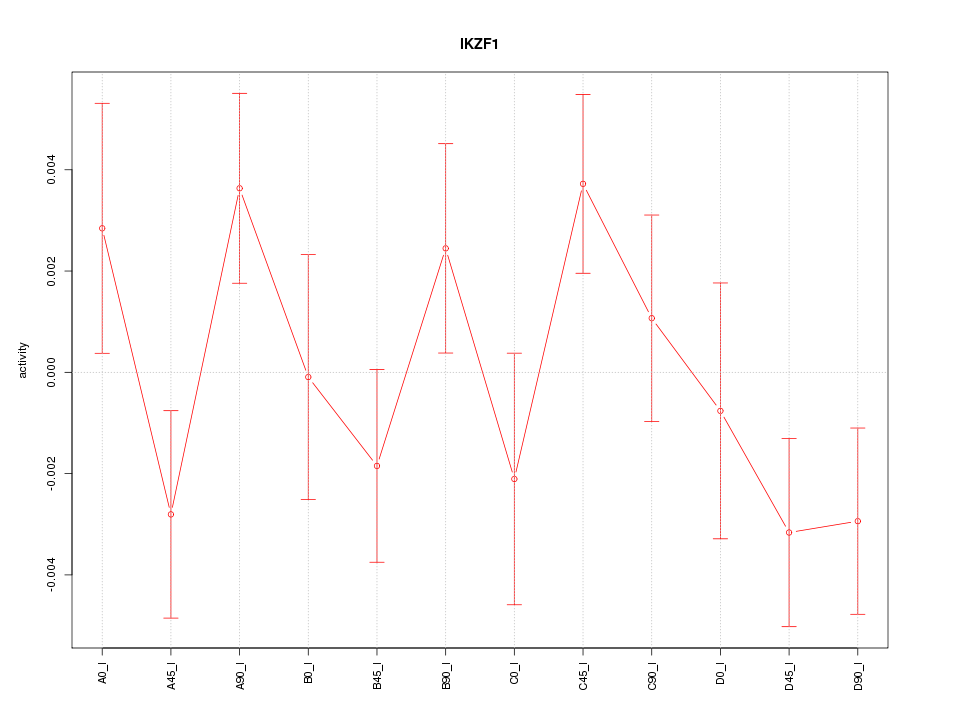 IKZF1
activity
0.004
0.002
0.000
-0.002
-0.004
A0_I
A45_I
A90_I
B0_I
B45_I
B90_I
C0_I
C45_I
C90_I
D0_I
D45_I
D90_I